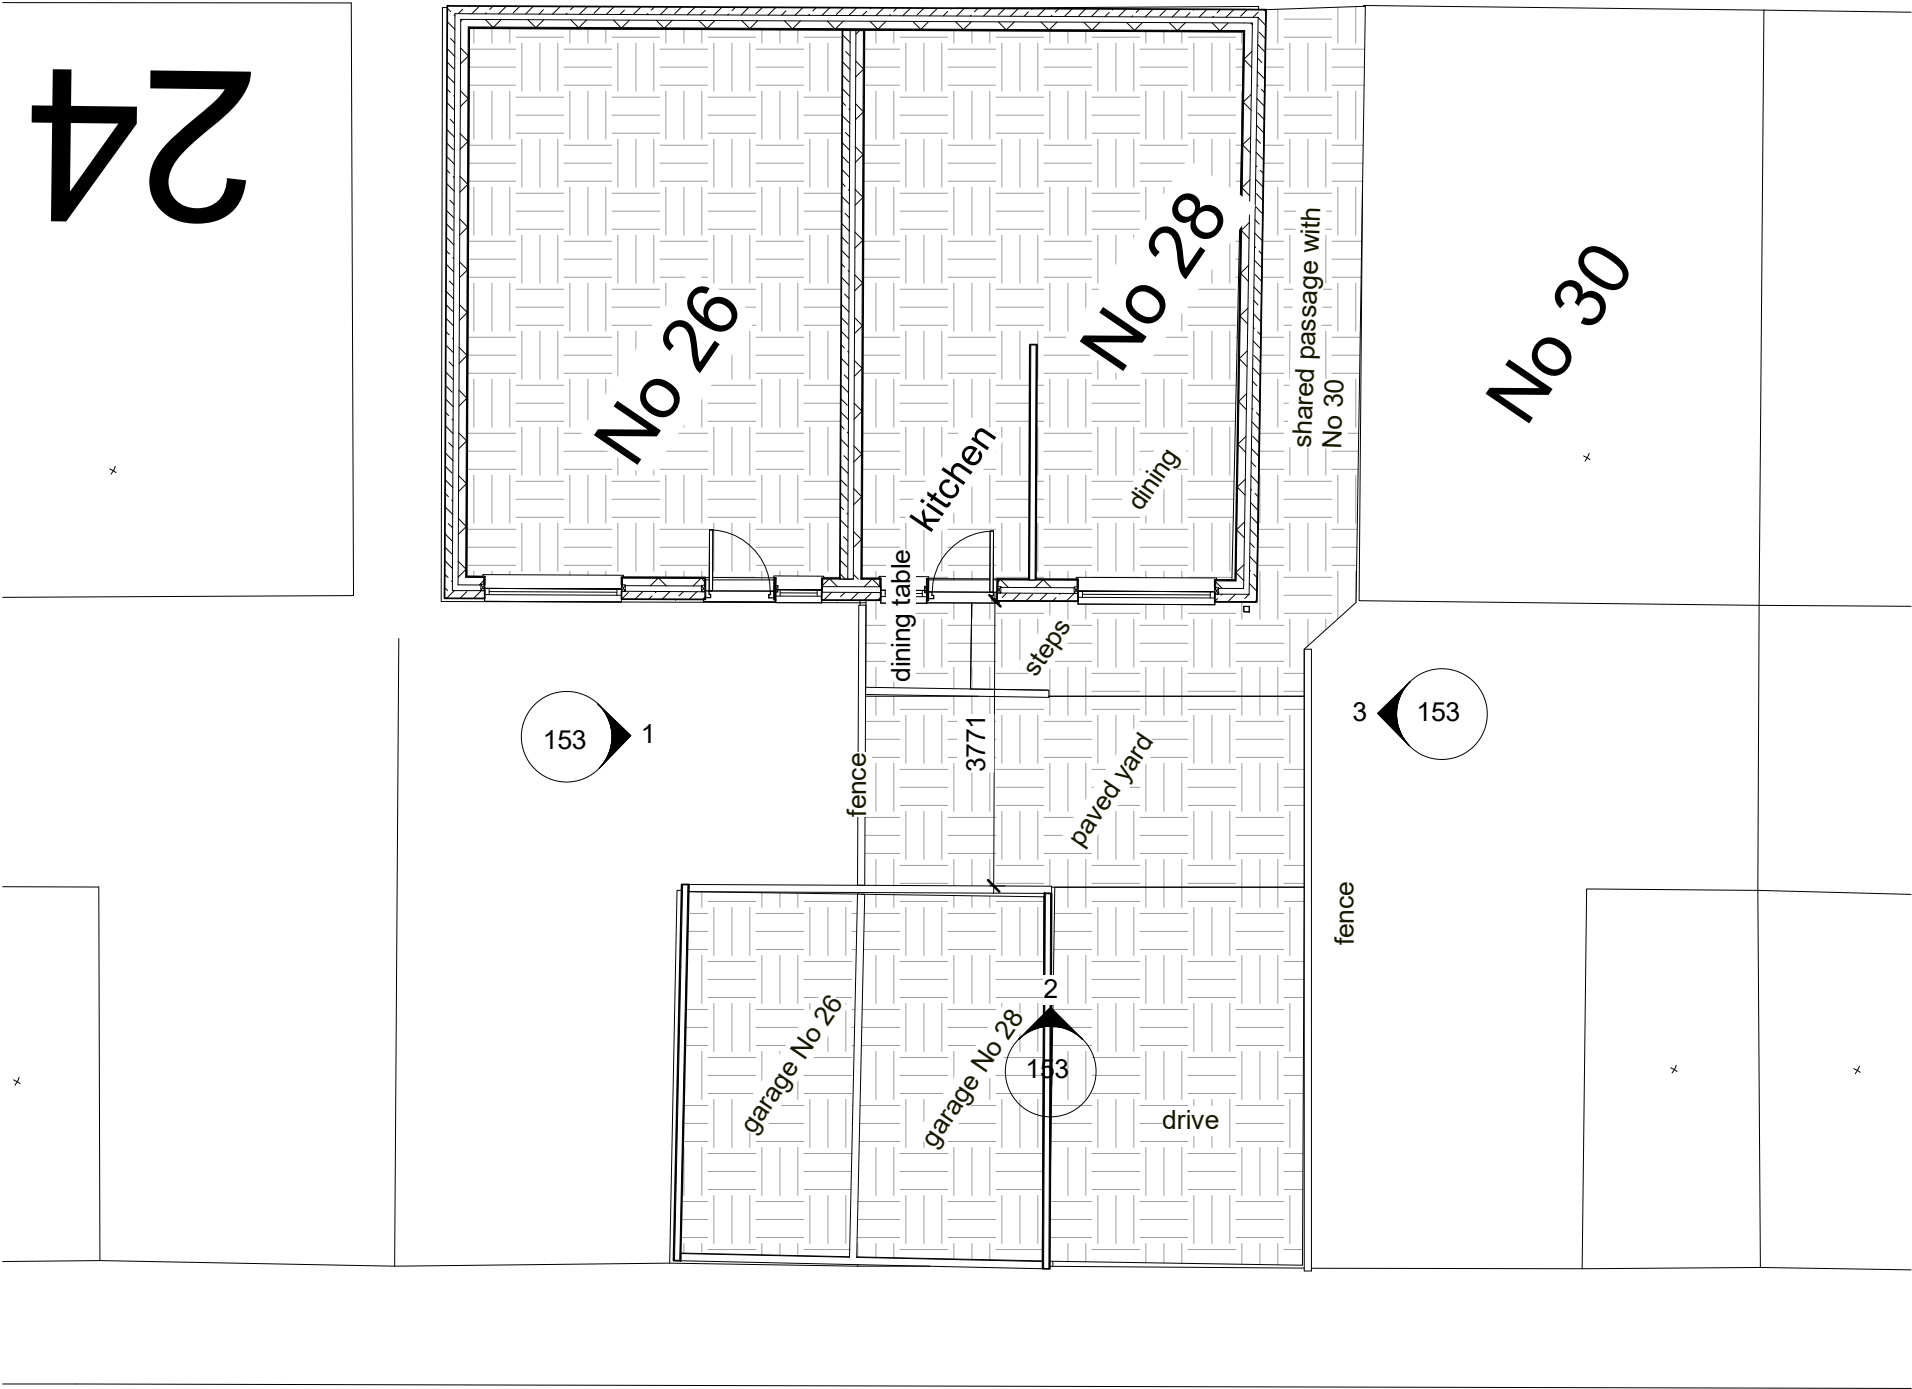 24
No 26
No 28
shared passage with
No 30
No 30
kitchen
dining
dining table
steps
153
1
3771
fence
paved yard
3
153
fence
garage No 26
garage No 28
2
153
drive